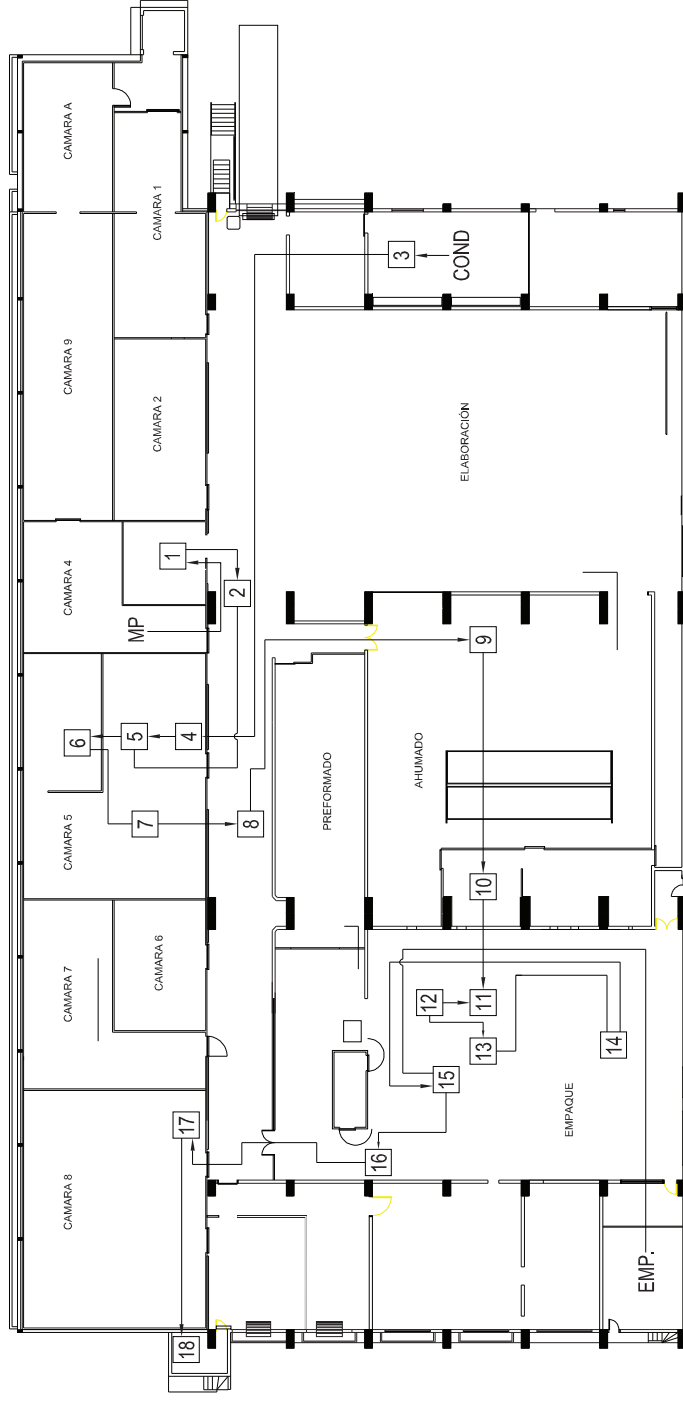 CAMARA 8
CAMARA 7
CAMARA 5
CAMARA 4
CAMARA 9
CAMARA A
6
7
5
MP
CAMARA 6
CAMARA 2
CAMARA 1
1
18
17
4
8
2
PREFORMADO
16
3
AHUMADO
12
15
ELABORACIÓN
COND
13
11
10
9
EMPAQUE
14
EMP.